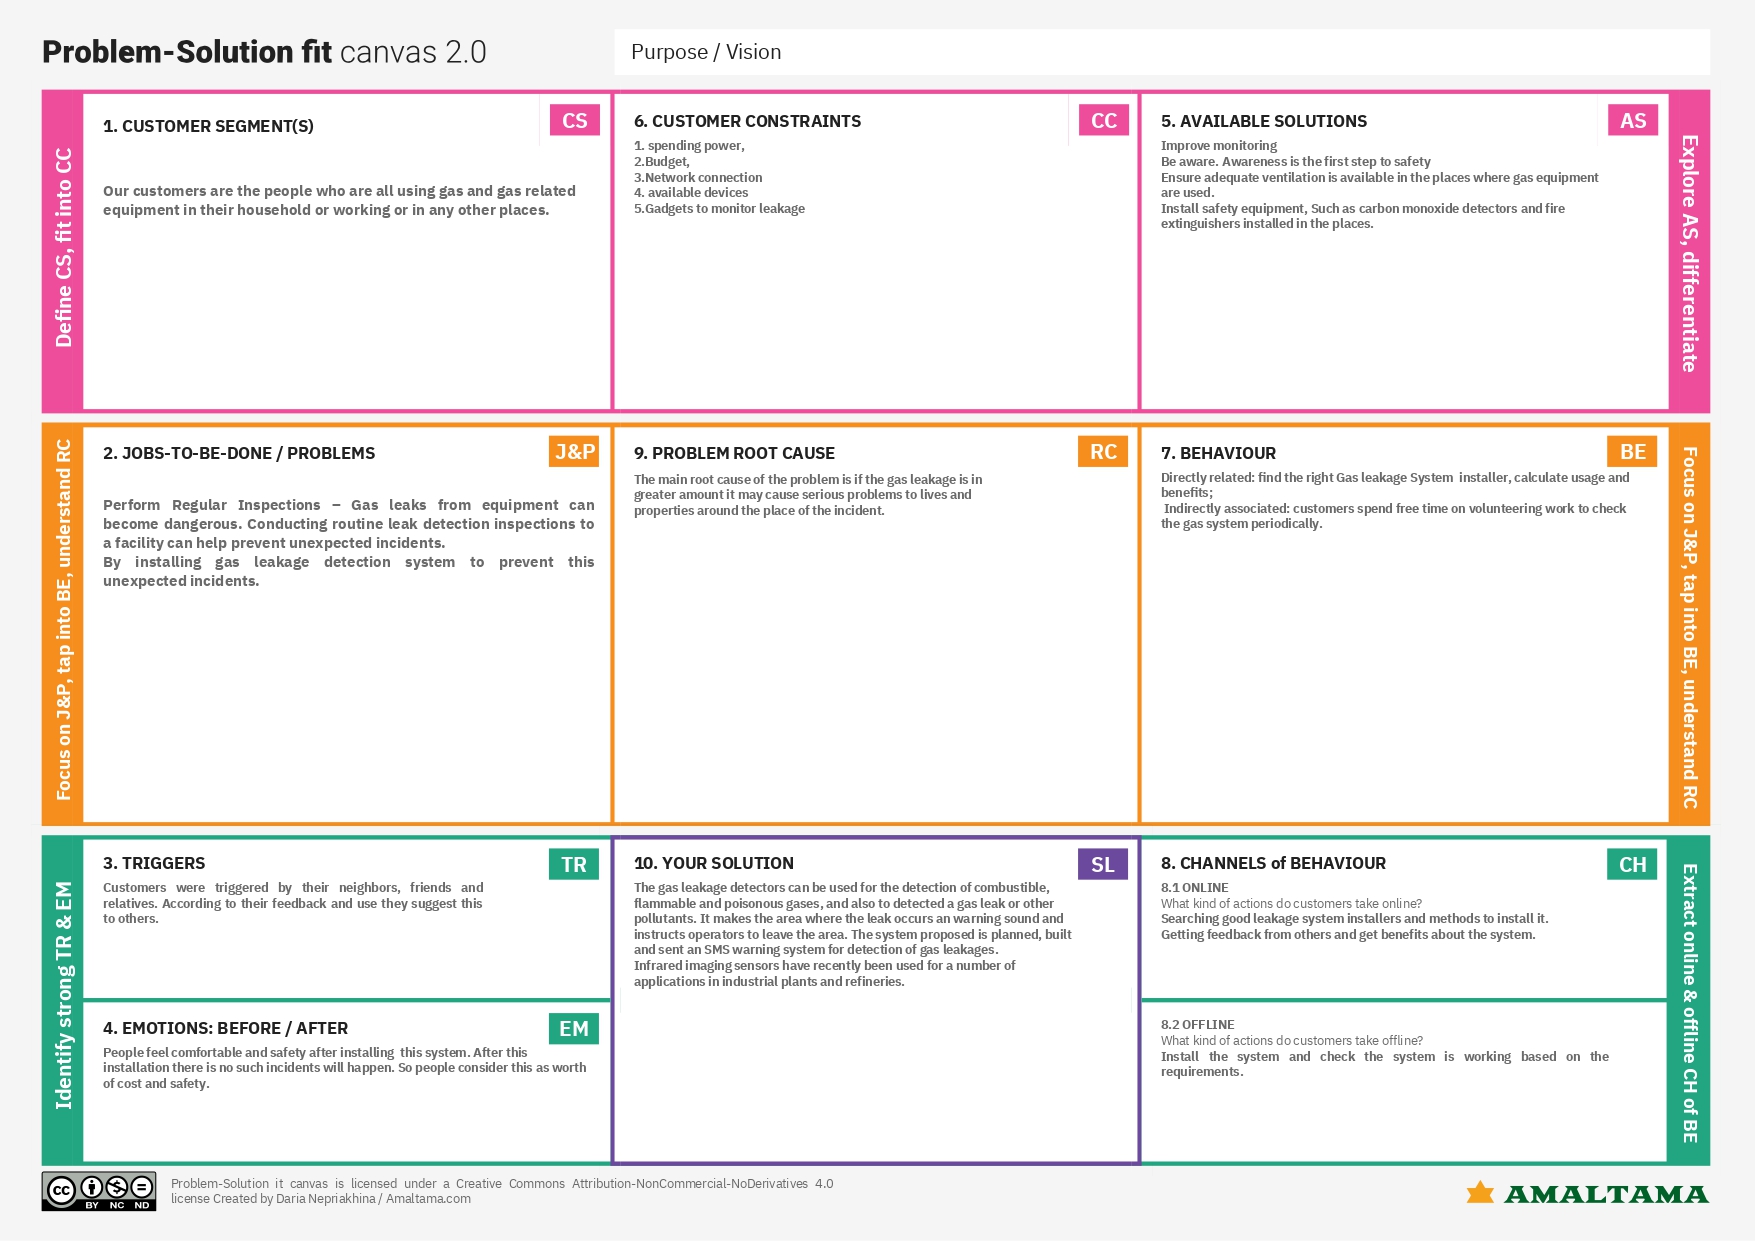 Problem-Solution fit canvas 2.0
Purpose / Vision
Define CS, fit into CC
1. CUSTOMER SEGMENT(S)
CS
Our customers are the people who are all using gas and gas related
equipment in their household or working or in any other places.
6. CUSTOMER CONSTRAINTS
CC
1. spending power,
2.Budget,
3.Network connection
4. available devices
5.Gadgets to monitor leakage
5. AVAILABLE SOLUTIONS
AS
Improve monitoring
Be aware. Awareness is the first step to safety
Ensure adequate ventilation is available in the places where gas equipment
are used.
Install safety equipment, Such as carbon monoxide detectors and fire
extinguishers installed in the places.
Explore AS, differentiate
Focus on J&P, tap into BE, understand RC
2. JOBS-TO-BE-DONE / PROBLEMS
J&P
Perform Regular Inspections – Gas leaks from equipment can
become dangerous. Conducting routine leak detection inspections to
a facility can help prevent unexpected incidents.
By installing gas leakage detection system to prevent this
unexpected incidents.
9. PROBLEM ROOT CAUSE
RC
The main root cause of the problem is if the gas leakage is in
greater amount it may cause serious problems to lives and
properties around the place of the incident.
7. BEHAVIOUR
BE
Directly related: find the right Gas leakage System installer, calculate usage and
benefits;
Indirectly associated: customers spend free time on volunteering work to check
the gas system periodically.
Focus on J&P, tap into BE, understand RC
Identify strong TR & EM
3. TRIGGERS
TR
Customers were triggered by their neighbors, friends and
relatives. According to their feedback and use they suggest this
to others.
4. EMOTIONS: BEFORE / AFTER
EM
People feel comfortable and safety after installing this system. After this
installation there is no such incidents will happen. So people consider this as worth
of cost and safety.
10. YOUR SOLUTION
SL
The gas leakage detectors can be used for the detection of combustible,
flammable and poisonous gases, and also to detected a gas leak or other
pollutants. It makes the area where the leak occurs an warning sound and
instructs operators to leave the area. The system proposed is planned, built
and sent an SMS warning system for detection of gas leakages.
Infrared imaging sensors have recently been used for a number of
applications in industrial plants and refineries.
8. CHANNELS of BEHAVIOUR
CH
8.1 ONLINE
What kind of actions do customers take online?
Searching good leakage system installers and methods to install it.
Getting feedback from others and get benefits about the system.
8.2 OFFLINE
What kind of actions do customers take offline?
Install the system and check the system is working based on the
requirements.
Extract online & offline CH of BE
cc
BY NC ND
Problem-Solution it canvas is licensed under a Creative Commons Attribution-NonCommercial-NoDerivatives 4.0
license Created by Daria Nepriakhina / Amaltama.com
AMALTAMA